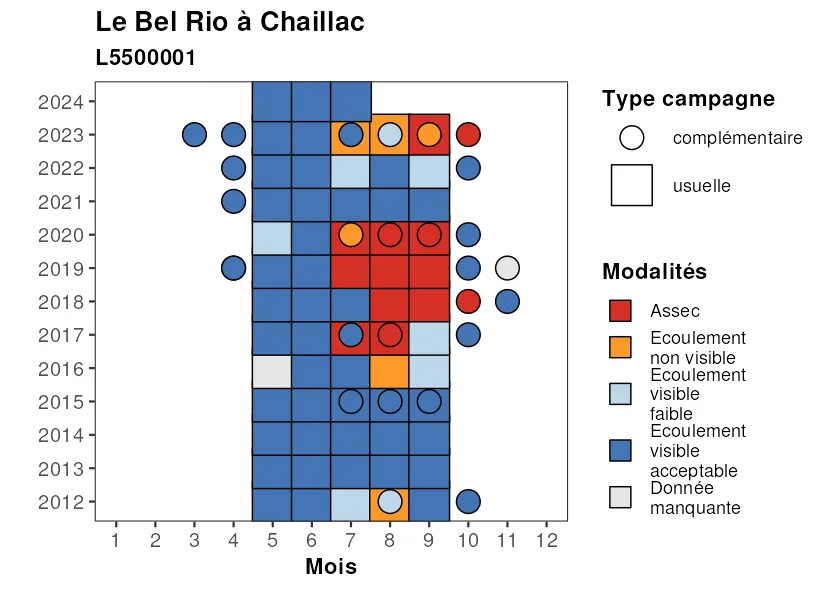 Le Bel Rio à Chaillac
L5500001
2024
2023
2022
2021
2020
2019
2018
2017
2016
2015
2014
2013
2012
1 2 3 4 5 6 7 8 9 10 11 12
Mois
Type campagne
complémentaire
usuelle
Modalités
Assec
Ecoulement
non visible
Ecoulement
visible
faible
Ecoulement
visible
acceptable
Donnée
manquante